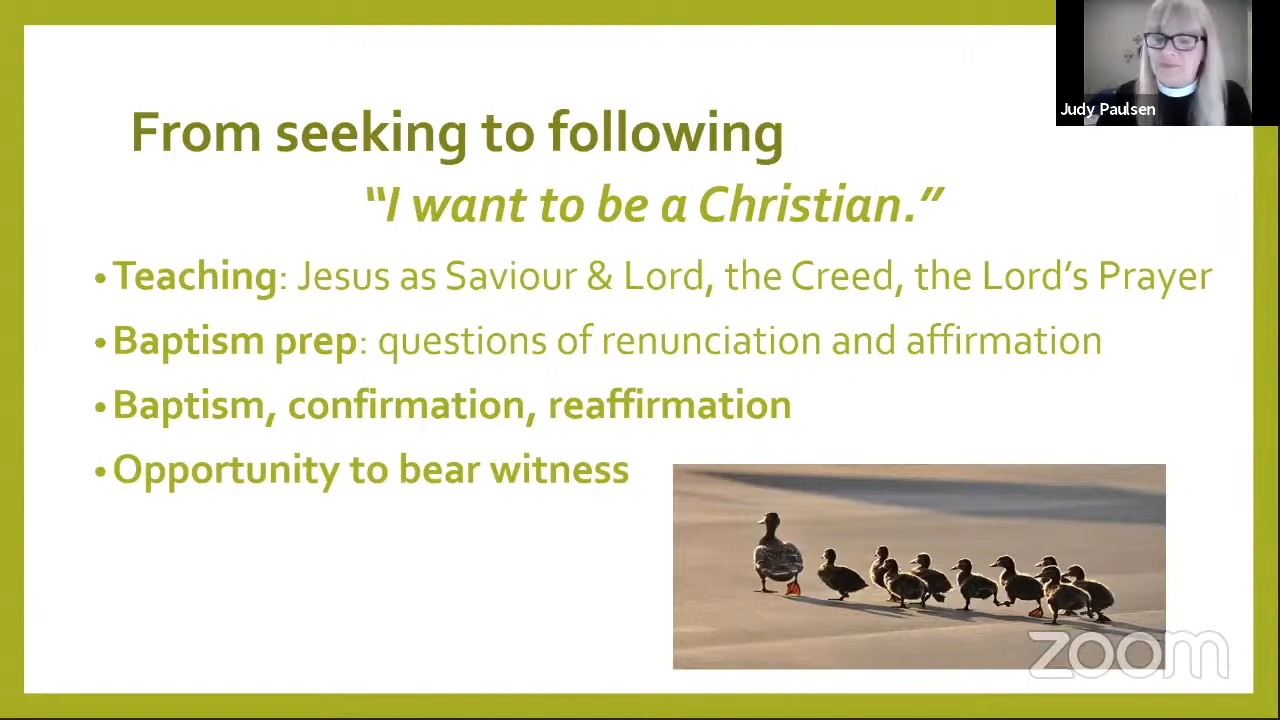 Judy Paulsen
From seeking to following
“I want to be a Christian.”
• Teaching: Jesus as Saviour & Lord, the Creed, the Lord’s Prayer
• Baptism prep: questions of renunciation and affirmation
• Baptism, confirmation, reaffirmation
• Opportunity to bear witness
zoom